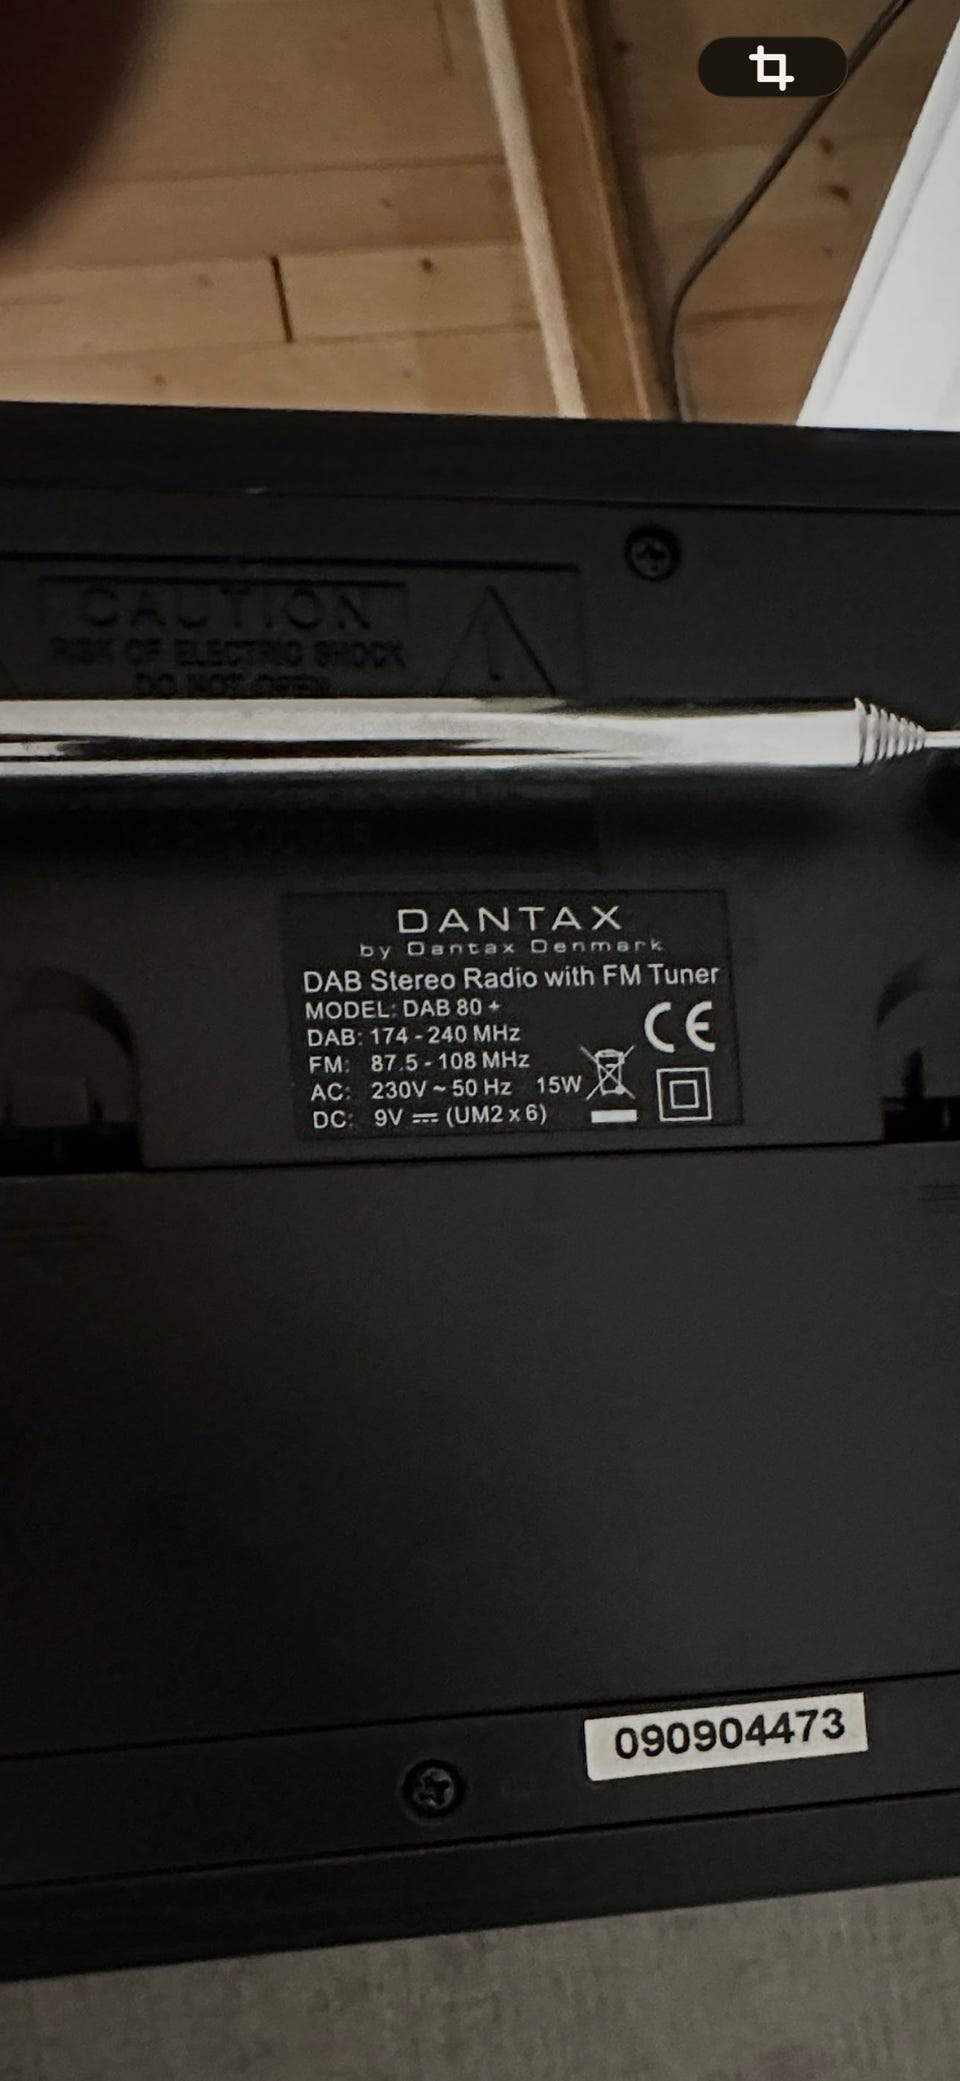 CAUTION
RISK OF ELECTRIC SHOCK
DO NOT OPEN
DANTAX
by Dantax Denmark
DAB Stereo Radio with FM Tuner
MODEL: DAB 80 +
DAB: 174 - 240 MHz
FM: 87.5 - 108 MHz
AC: 230V ~ 50 Hz 15W
DC: 9V ⎓ (UM2 x 6)
CE
090904473